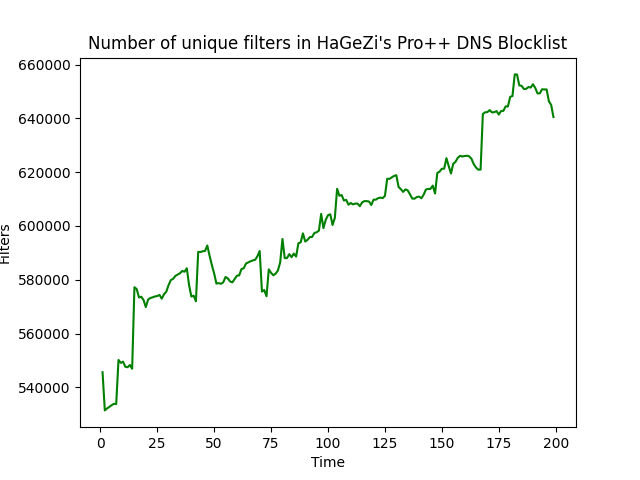 Number of unique filters in HaGeZi's Pro++ DNS Blocklist
660000
640000
620000
600000
580000
560000
540000
Filters
0 25 50 75 100 125 150 175 200
Time